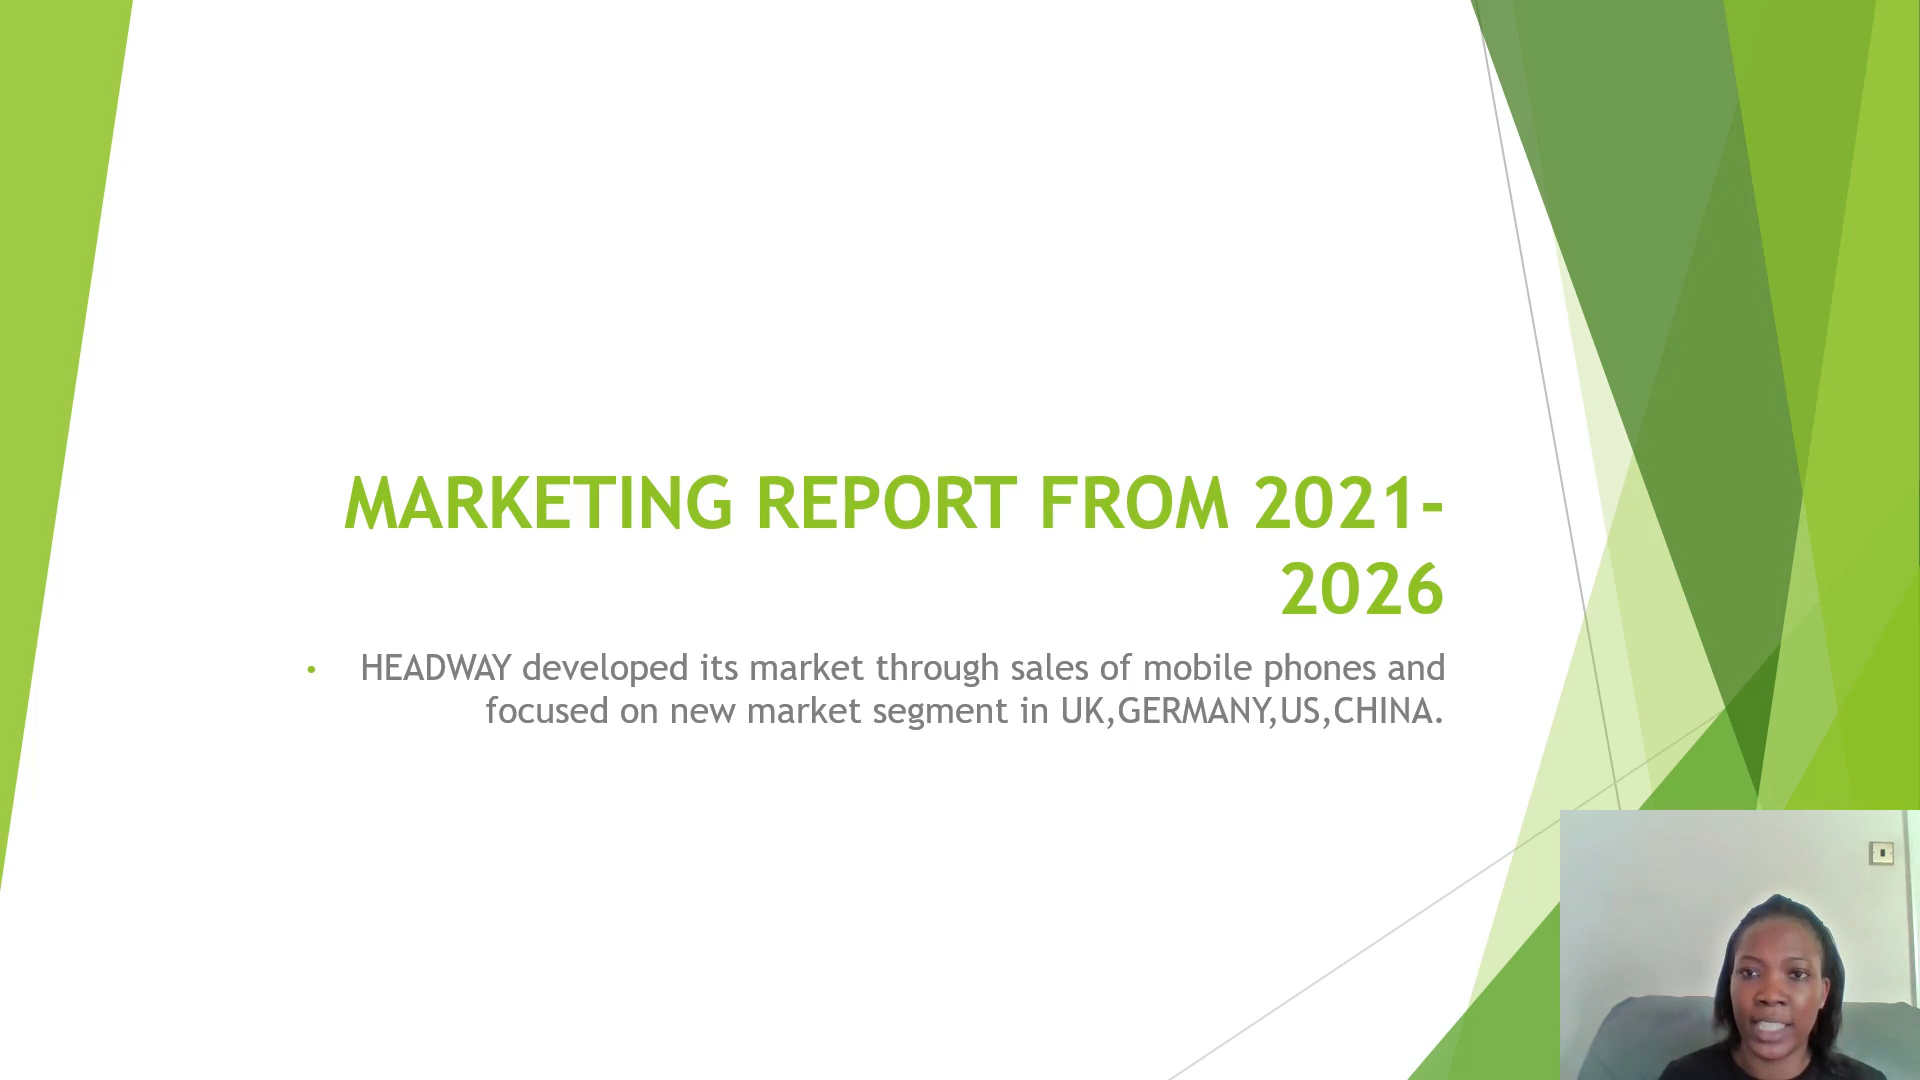 MARKETING REPORT FROM 2021-
2026
• HEADWAY developed its market through sales of mobile phones and
focused on new market segment in UK,GERMANY,US,CHINA.